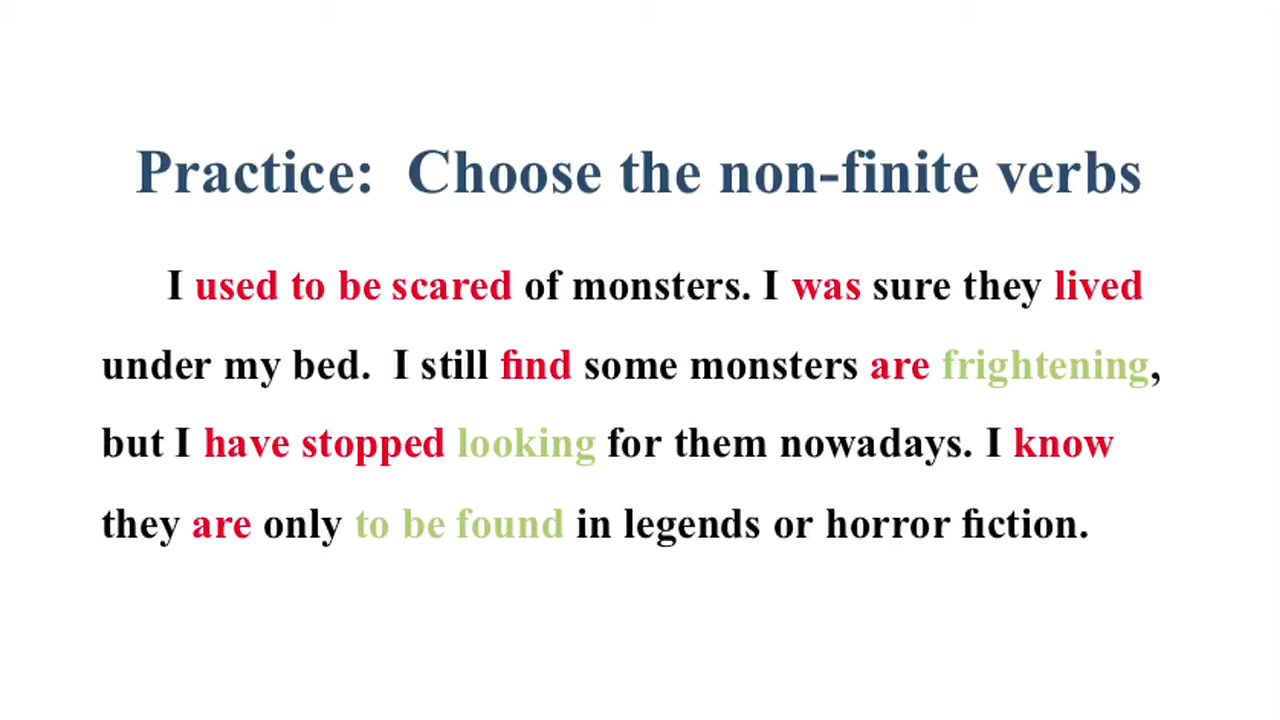 Practice:  Choose the non-finite verbs
I used to be scared of monsters. I was sure they lived
under my bed.  I still find some monsters are frightening,
but I have stopped looking for them nowadays. I know
they are only to be found in legends or horror fiction.